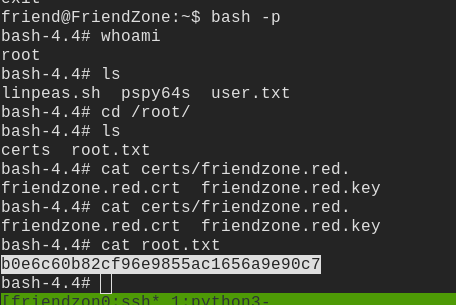 exit
friend@FriendZone:~$ bash -p
bash-4.4# whoami
root
bash-4.4# ls
linpeas.sh  pspy64s  user.txt
bash-4.4# cd /root/
bash-4.4# ls
certs  root.txt
bash-4.4# cat certs/friendzone.red.
friendzone.red.crt  friendzone.red.key
bash-4.4# cat certs/friendzone.red.
friendzone.red.crt  friendzone.red.key
bash-4.4# cat root.txt
b0e6c60b82cf96e9855ac1656a9e90c7
bash-4.4#
[friendzon0:ssh* 1:python3-